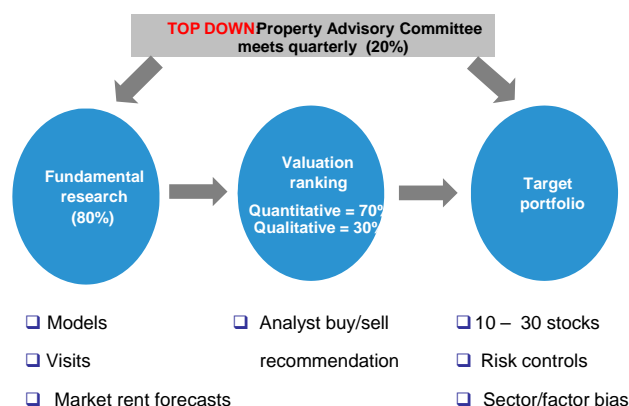 TOP DOWN:Property Advisory Committee
meets quarterly (20%)
Fundamental
research
(80%)
Valuation
ranking
Quantitative = 70%
Qualitative = 30%
Target
portfolio
Models
Visits
Market rent forecasts
Analyst buy/sell
recommendation
10 – 30 stocks
Risk controls
Sector/factor bias